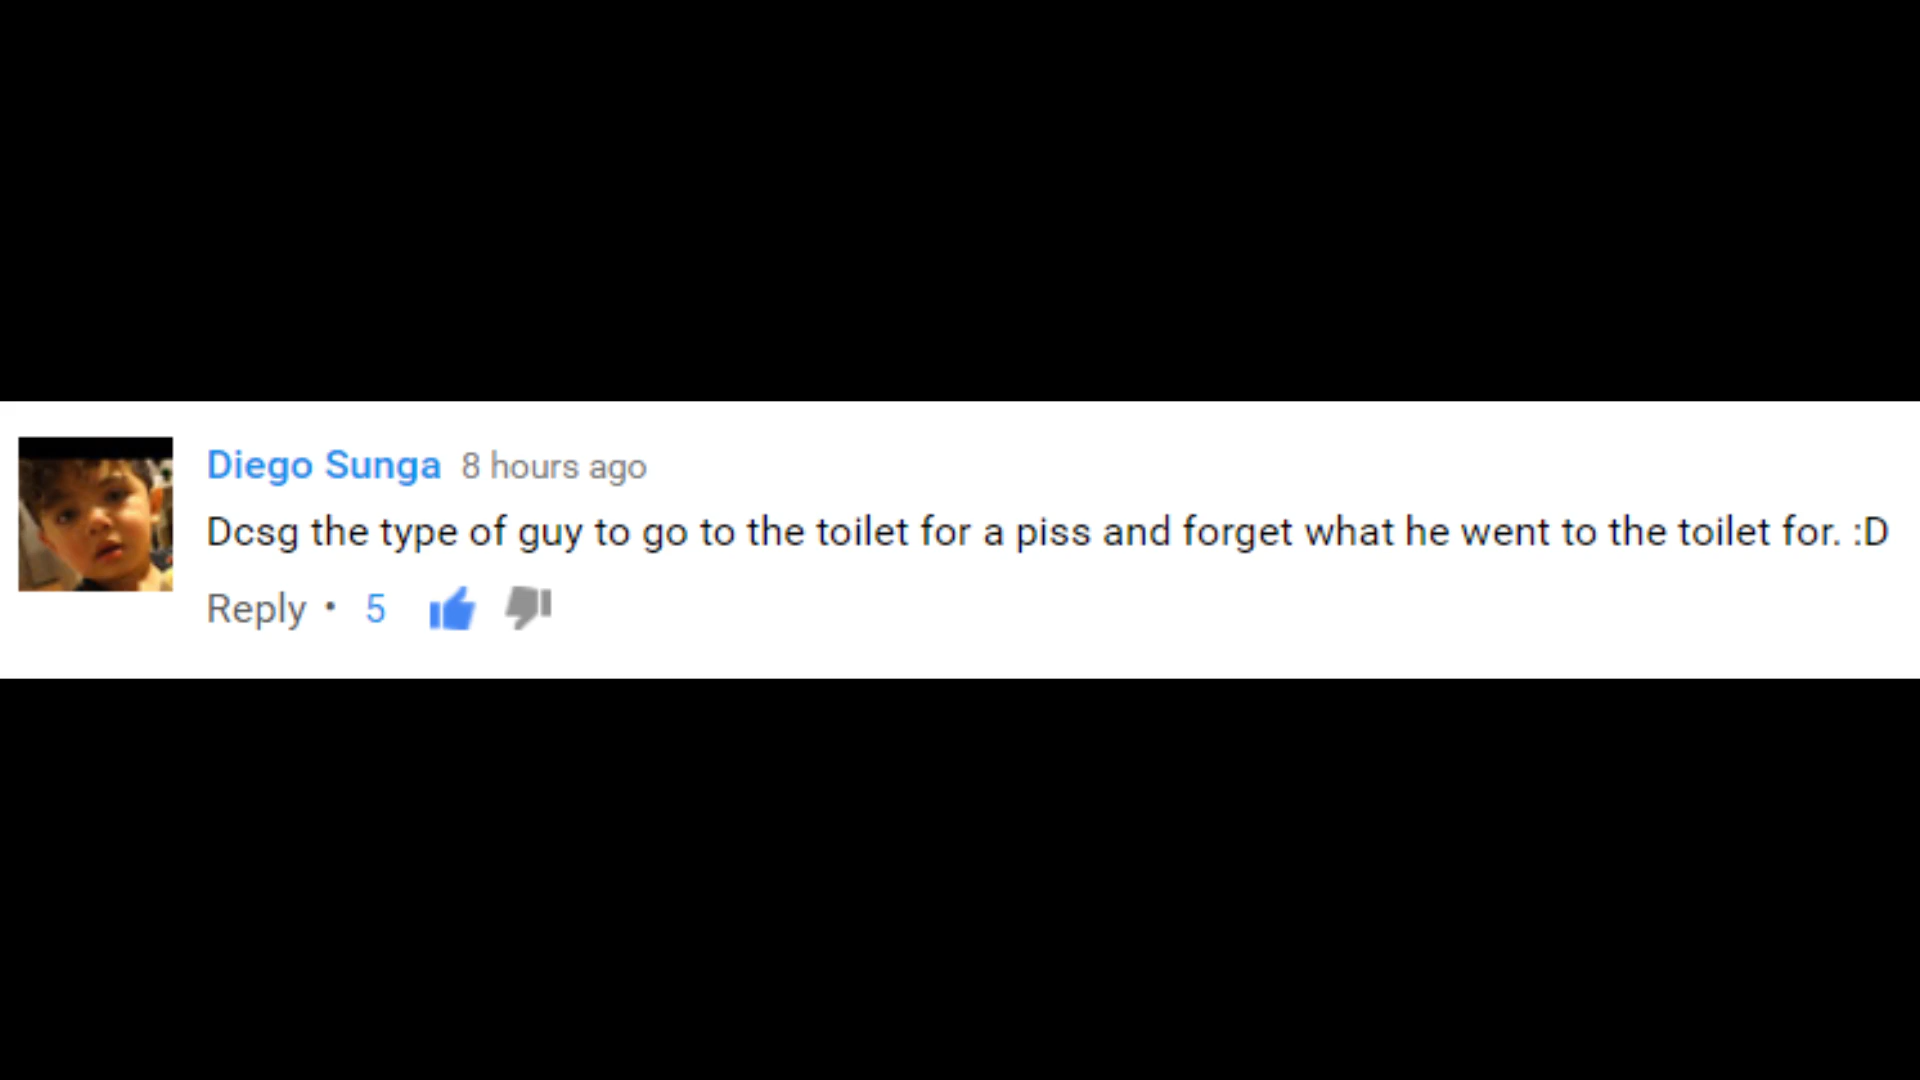 Diego Sunga 8 hours ago
Dcsg the type of guy to go to the toilet for a piss and forget what he went to the toilet for. :D
Reply • 5